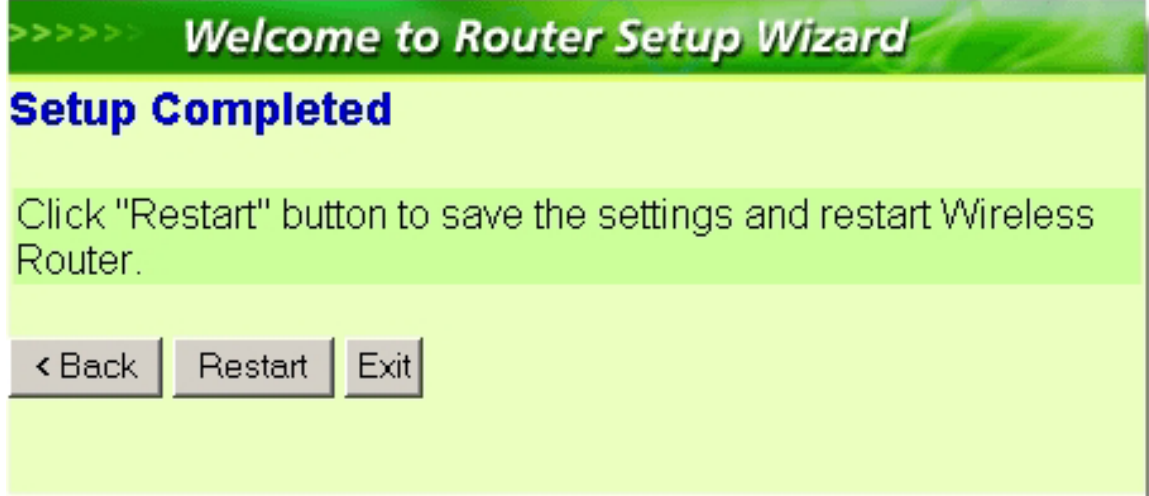 >>>>>> Welcome to Router Setup Wizard
Setup Completed
Click "Restart" button to save the settings and restart Wireless
Router.
< Back Restart Exit